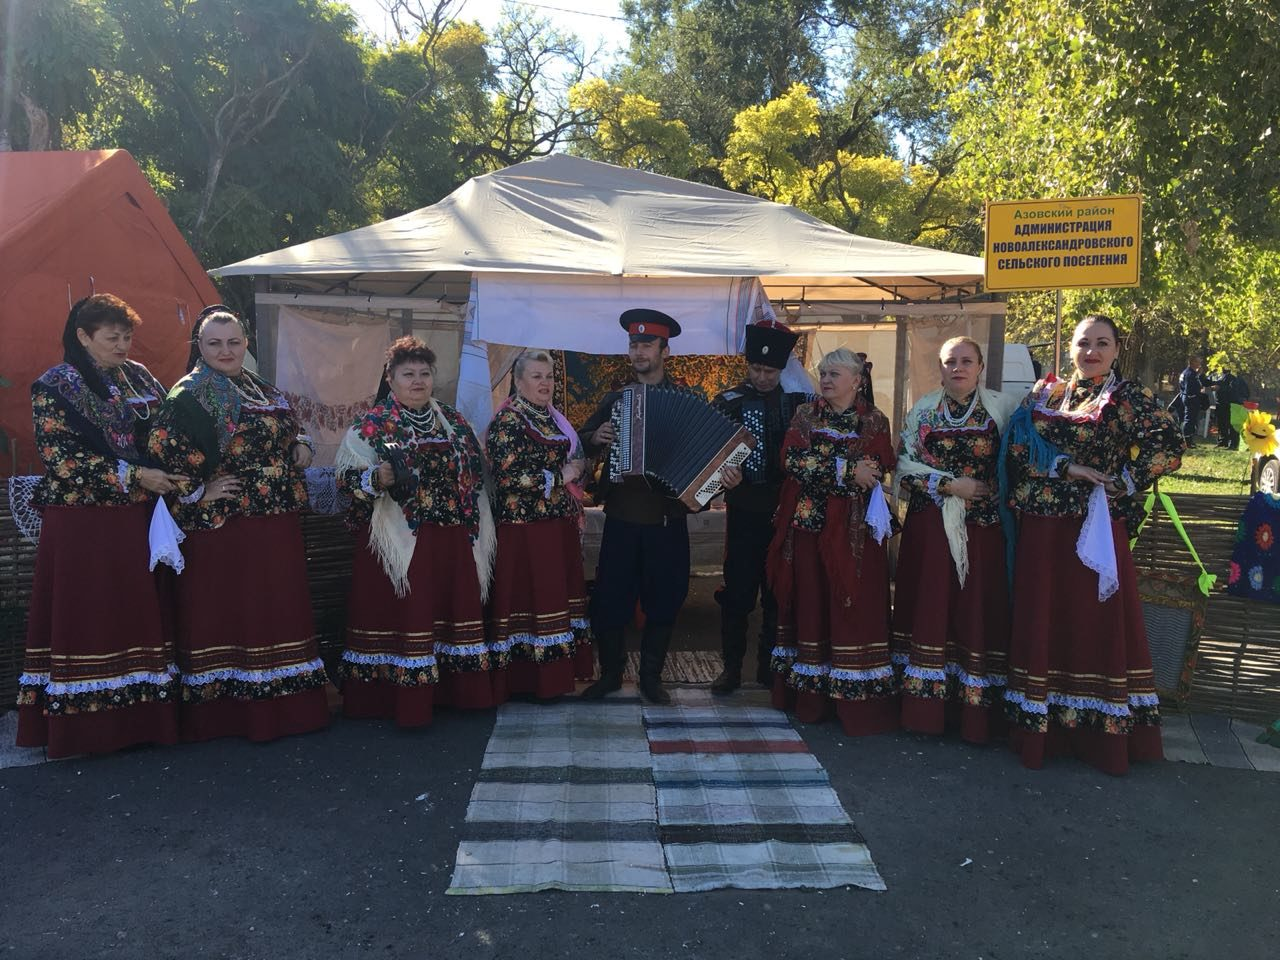 Азовский район
АДМИНИСТРАЦИЯ
НОВОАЛЕКСАНДРОВСКОГО
СЕЛЬСКОГО ПОСЕЛЕНИЯ